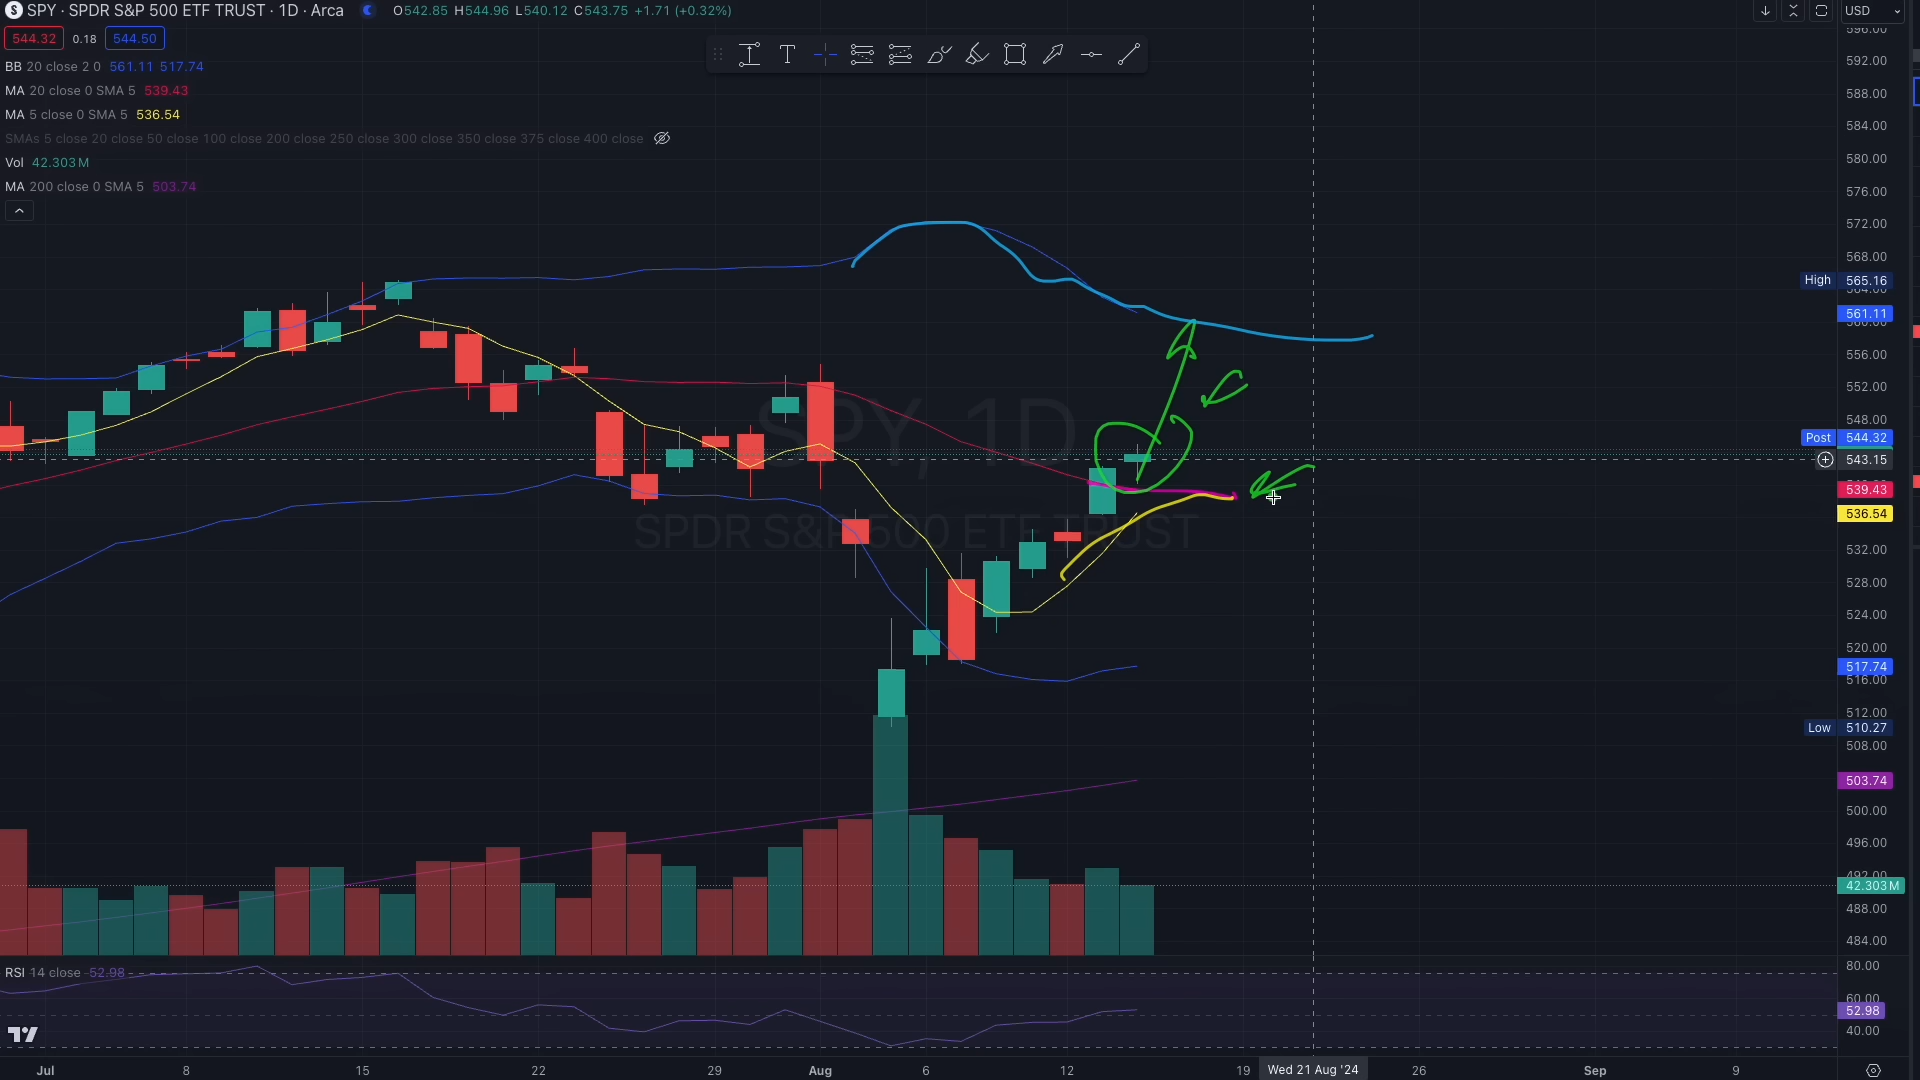 SPY · SPDR S&P 500 ETF TRUST · 1D · Arca O542.85 H544.96 L540.12 C543.75 +1.71 (+0.32%)
544.32 0.18 544.50
BB 20 close 2 0 561.11 517.74
MA 20 close 0 SMA 5 539.43
MA 5 close 0 SMA 5 536.54
SMAs 5 close 20 close 50 close 100 close 200 close 250 close 300 close 350 close 375 close 400 close
Vol 42.303M
MA 200 close 0 SMA 5 503.74
SPY, 1D
SPDR S&P 500 ETF TRUST
USD
596.00
592.00
588.00
584.00
580.00
576.00
572.00
568.00
High 565.16
564.00
561.11
560.00
556.00
552.00
548.00
Post 544.32
543.15
539.43
536.54
532.00
528.00
524.00
520.00
517.74
516.00
512.00
Low 510.27
508.00
503.74
500.00
496.00
492.00
42.303M
488.00
484.00
RSI 14 close 52.98
80.00
60.00
52.98
40.00
Jul 8 15 22 29 Aug 6 12 19 Wed 21 Aug '24 26 Sep 9